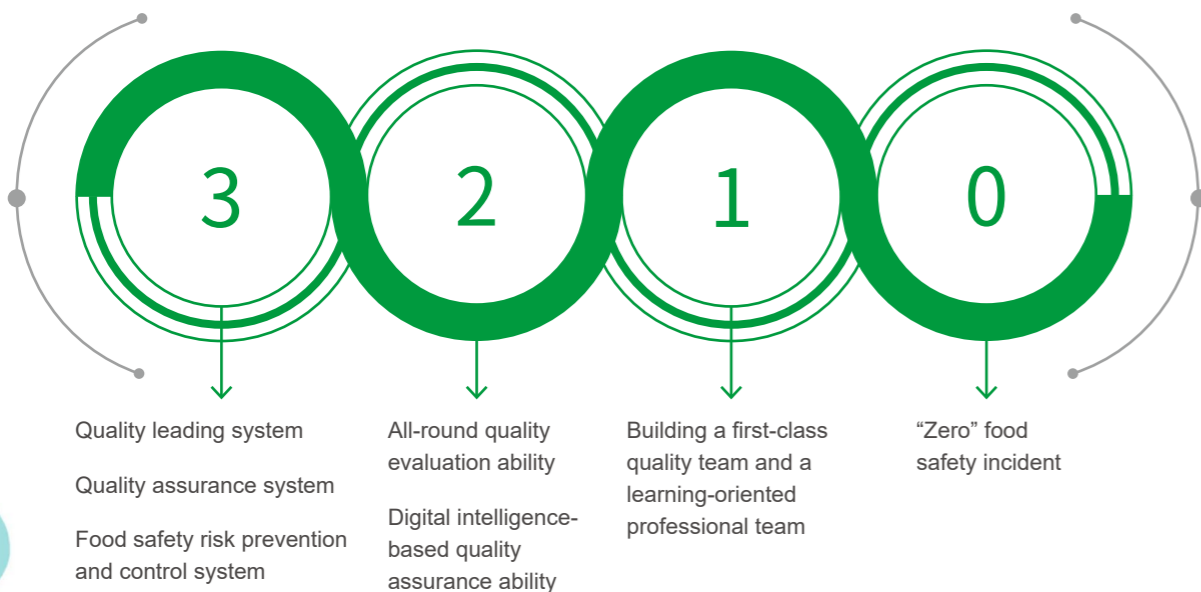 3
2
1
0
Quality leading system
Quality assurance system
Food safety risk prevention
and control system
All-round quality
evaluation ability
Digital intelligence-
based quality
assurance ability
Building a first-class
quality team and a
learning-oriented
professional team
“Zero” food
safety incident